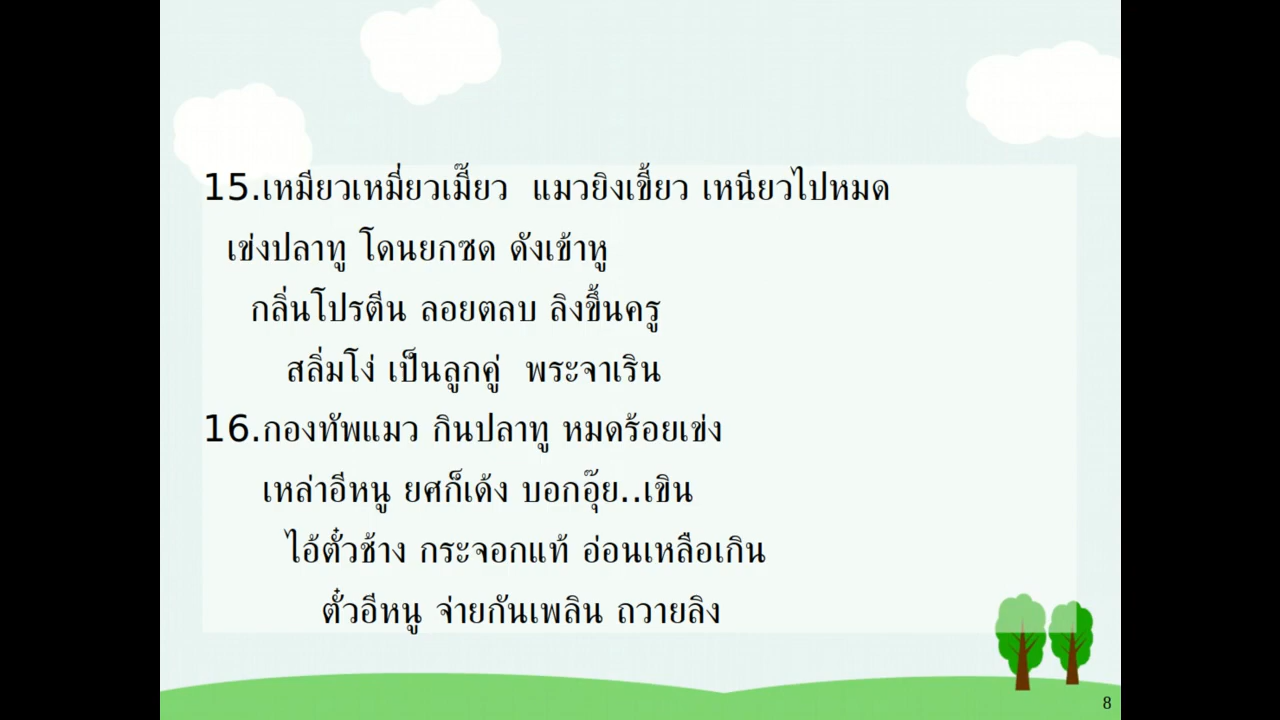 15.เหมียวเหมี่ยวเมี๊ยว แมวยิงเขี้ยว เหนียวไปหมด
เข่งปลาทู โดนยกซด ดังเข้าหู
กลิ่นโปรตีน ลอยตลบ ลิงขึ้นครู
สลิ่มโง่ เป็นลูกคู่ พระจาเริน
16.กองทัพแมว กินปลาทู หมดร้อยเข่ง
เหล่าอีหนู ยศก็เด้ง บอกอุ๊ย..เขิน
ไอ้ตั๋วช้าง กระจอกแท้ อ่อนเหลือเกิน
ตั๋วอีหนู จ่ายกันเพลิน ถวายลิง
8